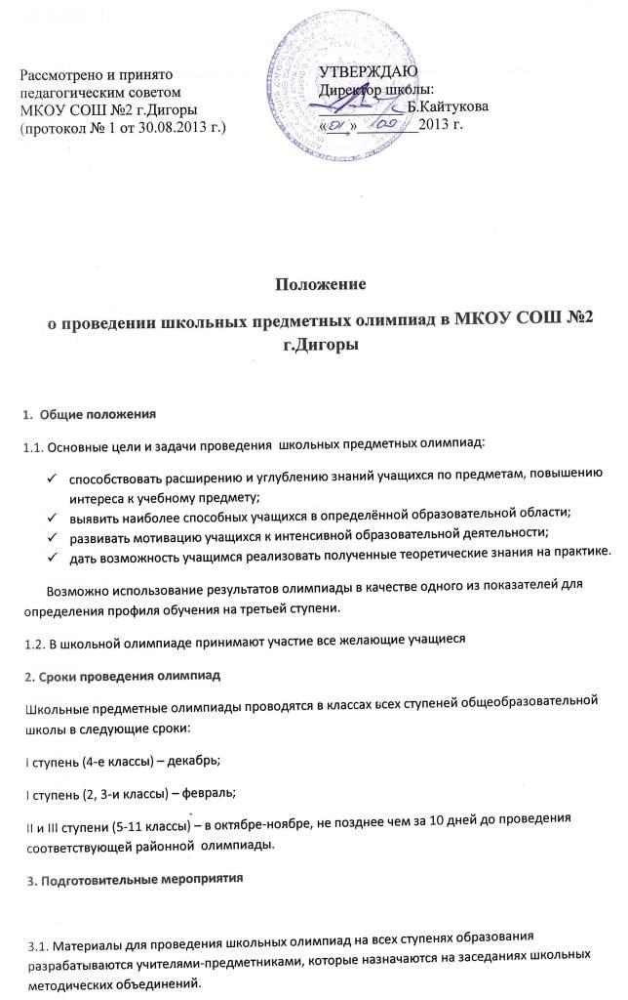 Рассмотрено и принято
педагогическим советом
МКОУ СОШ №2 г.Дигоры
(протокол № 1 от 30.08.2013 г.)
УТВЕРЖДАЮ
Директор школы:
Б.Кайтукова
«01» 09 2013 г.
Положение
о проведении школьных предметных олимпиад в МКОУ СОШ №2
г.Дигоры
1. Общие положения
1.1. Основные цели и задачи проведения школьных предметных олимпиад:
✓ способствовать расширению и углублению знаний учащихся по предметам, повышению
интереса к учебному предмету;
✓ выявить наиболее способных учащихся в определённой образовательной области;
✓ развивать мотивацию учащихся к интенсивной образовательной деятельности;
✓ дать возможность учащимся реализовать полученные теоретические знания на практике.
Возможно использование результатов олимпиады в качестве одного из показателей для
определения профиля обучения на третьей ступени.
1.2. В школьной олимпиаде принимают участие все желающие учащиеся
2. Сроки проведения олимпиад
Школьные предметные олимпиады проводятся в классах всех ступеней общеобразовательной
школы в следующие сроки:
I ступень (4-е классы) – декабрь;
I ступень (2, 3-и классы) – февраль;
II и III ступени (5-11 классы) – в октябре-ноябре, не позднее чем за 10 дней до проведения
соответствующей районной олимпиады.
3. Подготовительные мероприятия
3.1. Материалы для проведения школьных олимпиад на всех ступенях образования
разрабатываются учителями-предметниками, которые назначаются на заседаниях школьных
методических объединений.